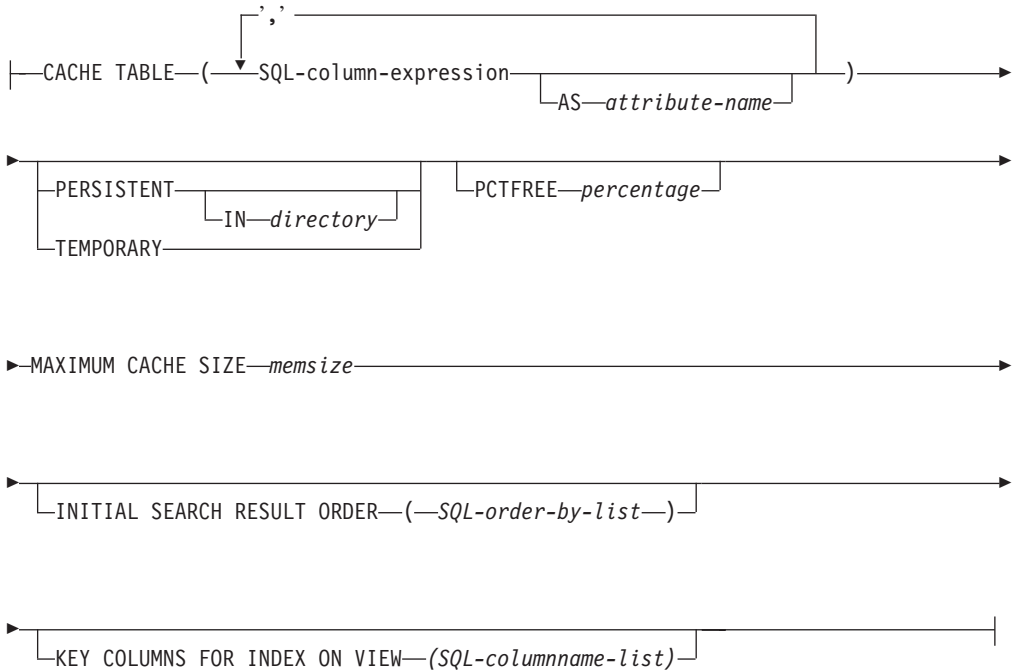 ’,’
CACHE TABLE ( SQL-column-expression )
AS attribute-name
PERSISTENT PCTFREE percentage
IN directory
TEMPORARY
MAXIMUM CACHE SIZE memsize
INITIAL SEARCH RESULT ORDER ( SQL-order-by-list )
KEY COLUMNS FOR INDEX ON VIEW (SQL-columnname-list)